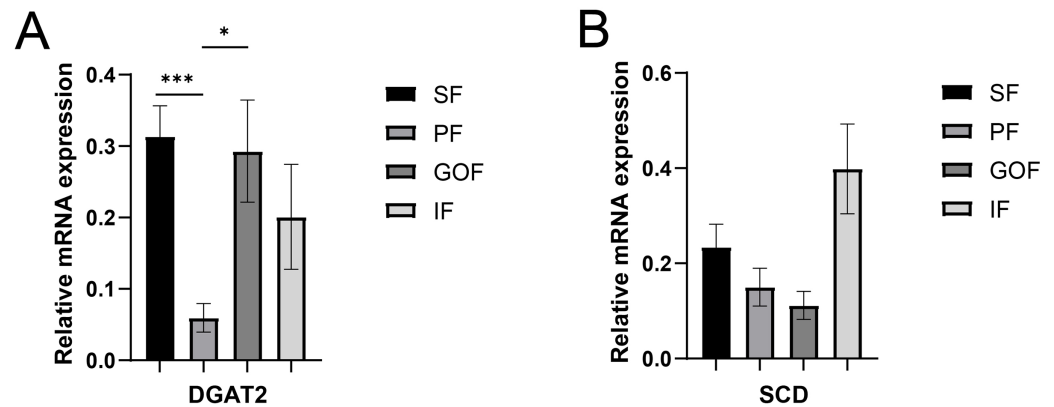 A
Relative mRNA expression
0.4
0.3
0.2
0.1
0.0
***
*
DGAT2
SF
PF
GOF
IF
B
Relative mRNA expression
0.6
0.4
0.2
0.0
SCD
SF
PF
GOF
IF